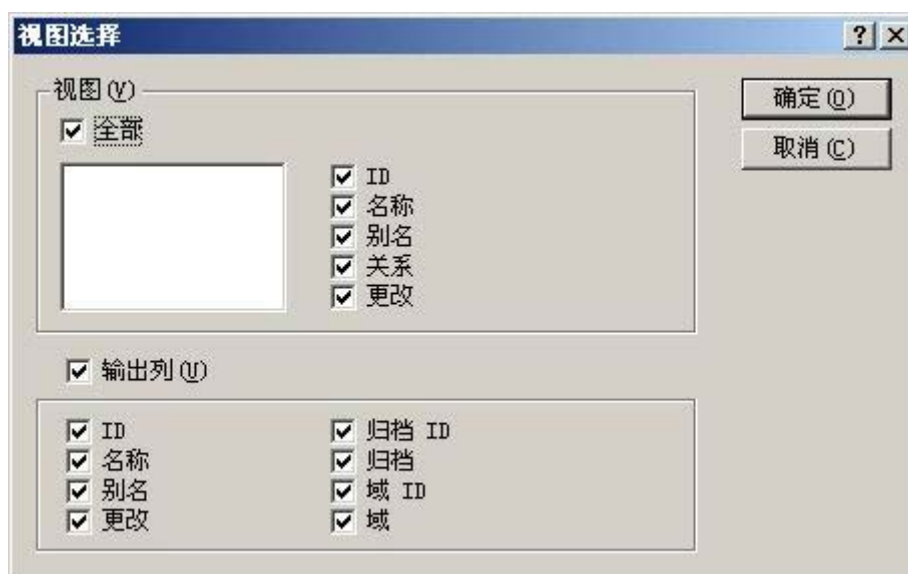 视图选择
视图(V)
确定(O)
全部
取消(C)
ID
名称
别名
关系
更改
输出列(U)
ID
归档 ID
名称
归档
别名
域 ID
更改
域